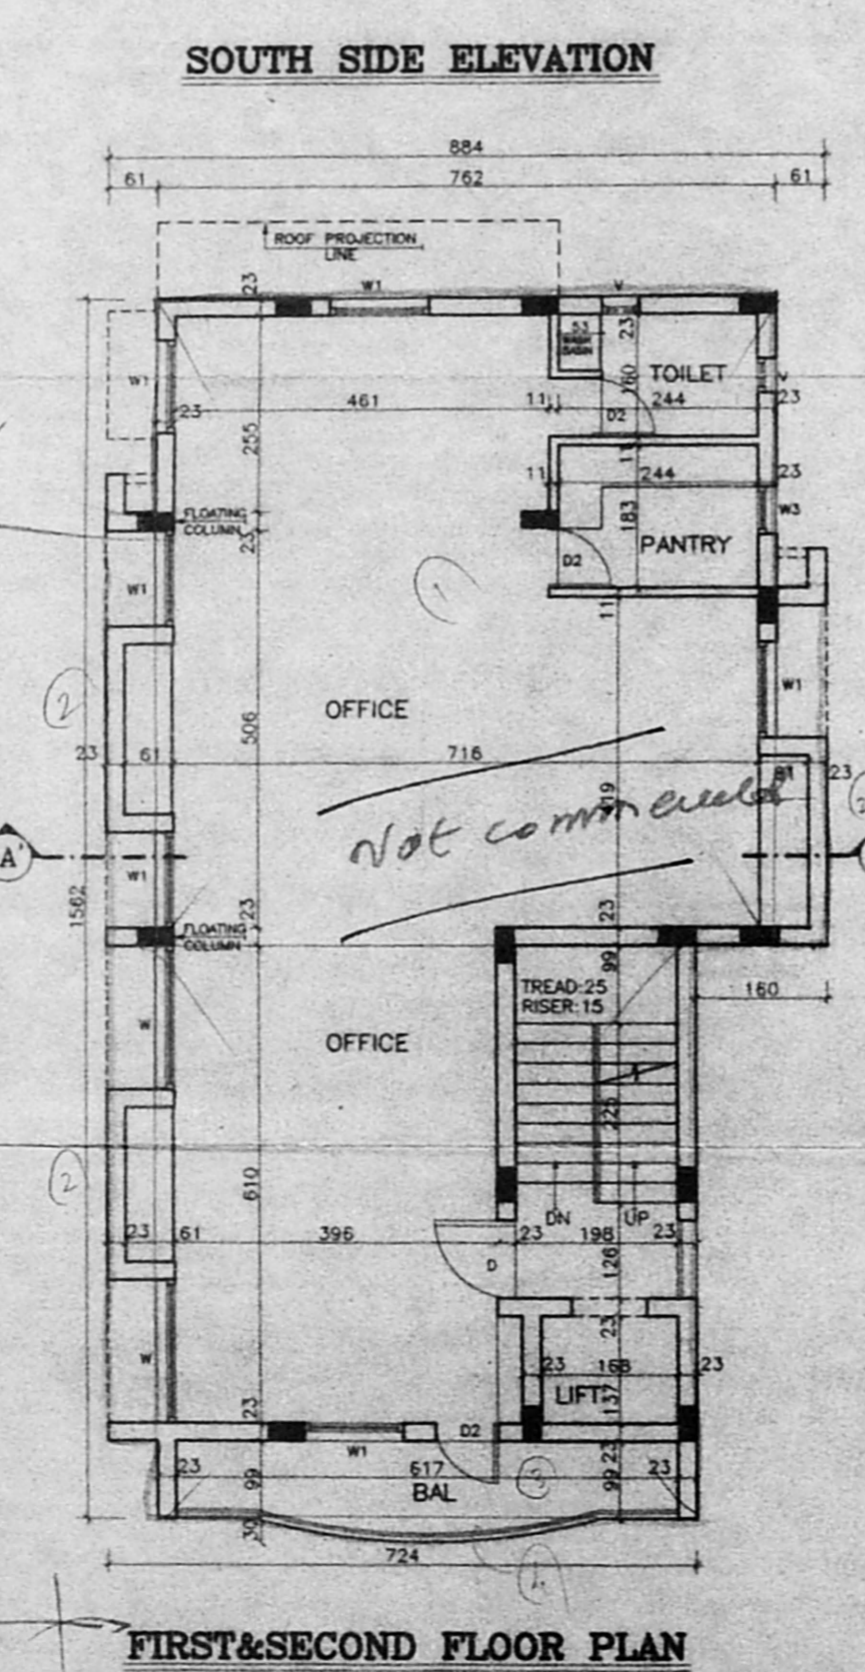 SOUTH SIDE ELEVATION
884
61 762 61
ROOF PROJECTION
LINE
23 W1 V
53
WASH
BASIN
23
W1 TOILET V
160
23 461 11 244 23
D2
255
11
11 244 23
FLOATING
COLUMN
183 W3
23 PANTRY
D2
1
W1
11
W1
2 OFFICE
506
23 61 716 23
219
Not commenced
A'
W1
1562
23 23
FLOATING
COLUMN
99
TREAD:25
RISER:15
160
W
OFFICE
225
2
610
DN UP
23 61 396 23 198 23
D 126
23
W 23 168 23
LIFT
137
23
D2
W1 23
23 617 23
99 BAL 3 99
30
724
4
FIRST&SECOND FLOOR PLAN